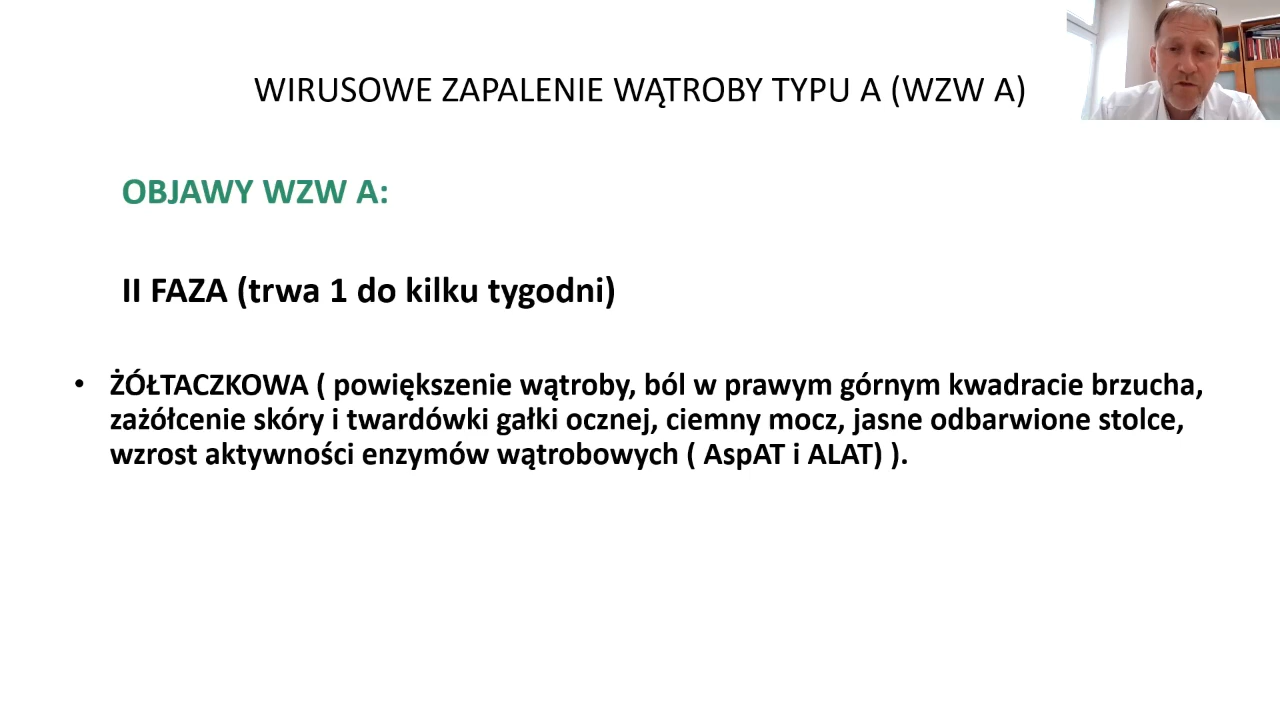 WIRUSOWE ZAPALENIE WĄTROBY TYPU A (WZW A)
OBJAWY WZW A:
II FAZA (trwa 1 do kilku tygodni)
• ŻÓŁTACZKOWA ( powiększenie wątroby, ból w prawym górnym kwadracie brzucha,
zażółcenie skóry i twardówki gałki ocznej, ciemny mocz, jasne odbarwione stolce,
wzrost aktywności enzymów wątrobowych ( AspAT i ALAT) ).